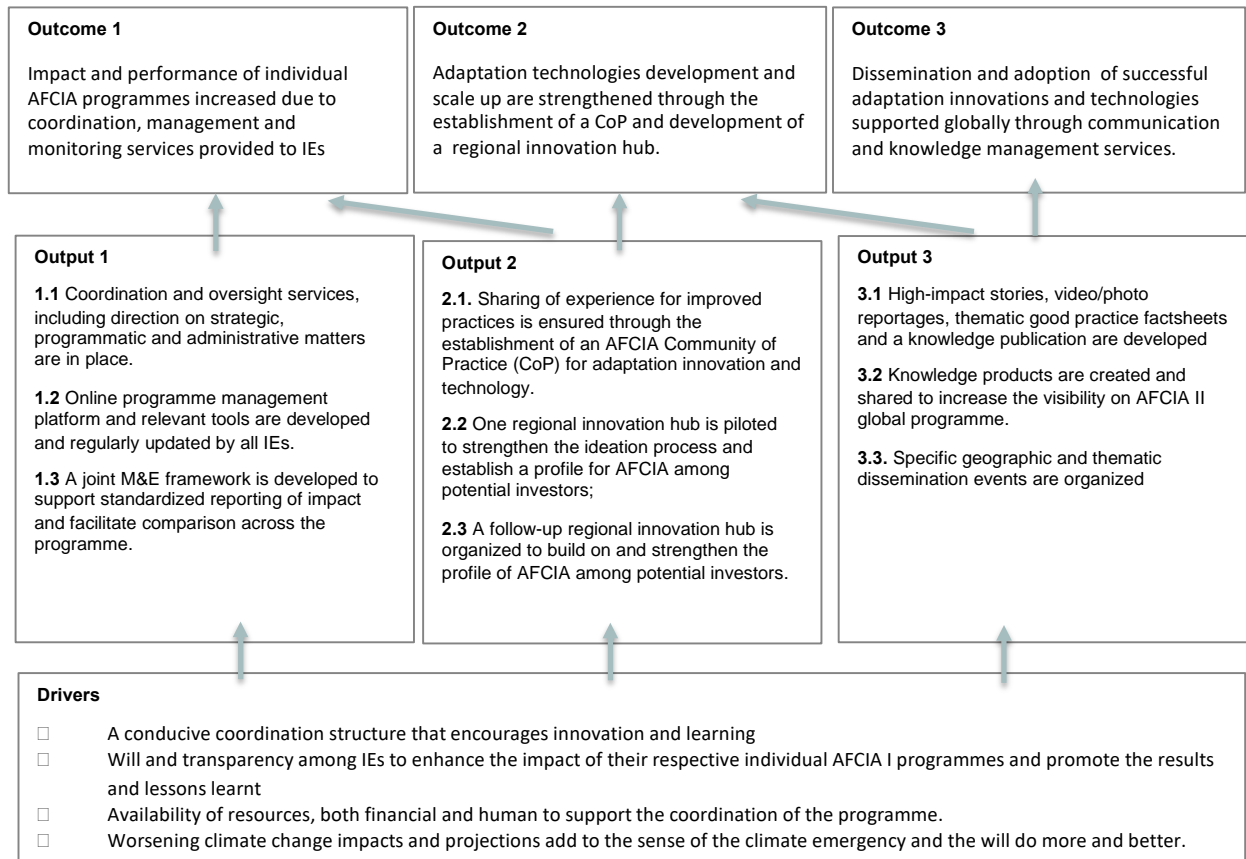 Outcome 1
Impact and performance of individual
AFCIA programmes increased due to
coordination, management and
monitoring services provided to IEs
Outcome 2
Adaptation technologies development and
scale up are strengthened through the
establishment of a CoP and development of
a regional innovation hub.
Outcome 3
Dissemination and adoption of successful
adaptation innovations and technologies
supported globally through communication
and knowledge management services.
Output 1
1.1 Coordination and oversight services,
including direction on strategic,
programmatic and administrative matters
are in place.
1.2 Online programme management
platform and relevant tools are developed
and regularly updated by all IEs.
1.3 A joint M&E framework is developed to
support standardized reporting of impact
and facilitate comparison across the
programme.
Output 2
2.1. Sharing of experience for improved
practices is ensured through the
establishment of an AFCIA Community of
Practice (CoP) for adaptation innovation and
technology.
2.2 One regional innovation hub is piloted
to strengthen the ideation process and
establish a profile for AFCIA among
potential investors;
2.3 A follow-up regional innovation hub is
organized to build on and strengthen the
profile of AFCIA among potential investors.
Output 3
3.1 High-impact stories, video/photo
reportages, thematic good practice factsheets
and a knowledge publication are developed
3.2 Knowledge products are created and
shared to increase the visibility on AFCIA II
global programme.
3.3. Specific geographic and thematic
dissemination events are organized
Drivers
A conducive coordination structure that encourages innovation and learning
Will and transparency among IEs to enhance the impact of their respective individual AFCIA I programmes and promote the results
and lessons learnt
Availability of resources, both financial and human to support the coordination of the programme.
Worsening climate change impacts and projections add to the sense of the climate emergency and the will do more and better.